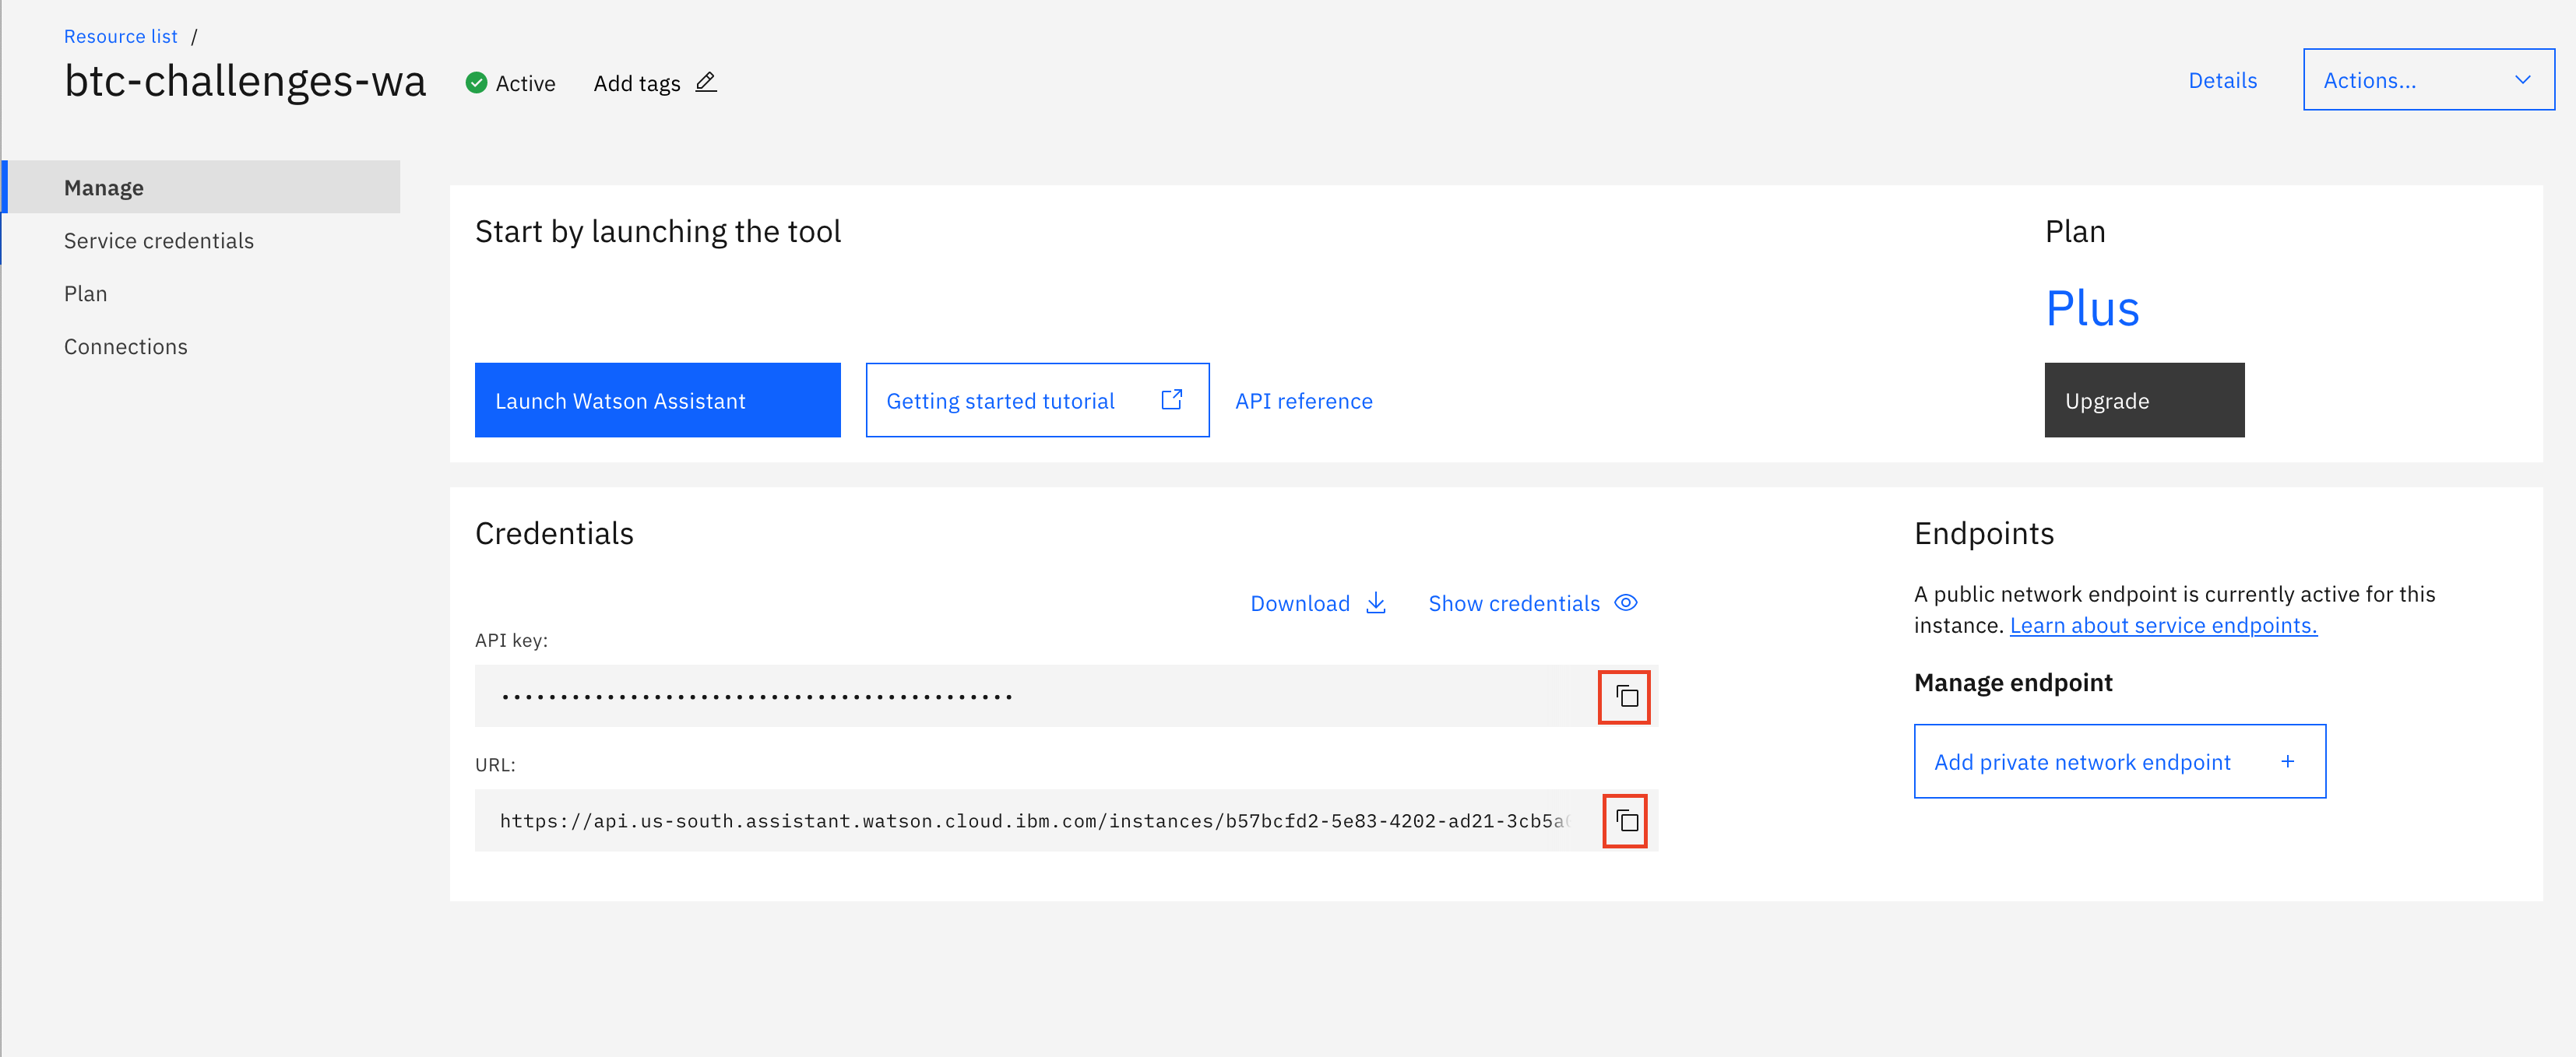 Resource list /
btc-challenges-wa
Active
Add tags
Details
Actions...
Manage
Service credentials
Plan
Connections
Start by launching the tool
Launch Watson Assistant
Getting started tutorial
API reference
Plan
Plus
Upgrade
Credentials
Download
Show credentials
API key:
••••••••••••••••••••••••••••••••••••••••••••
URL:
https://api.us-south.assistant.watson.cloud.ibm.com/instances/b57bcfd2-5e83-4202-ad21-3cb5a
Endpoints
A public network endpoint is currently active for this
instance. Learn about service endpoints.
Manage endpoint
Add private network endpoint +